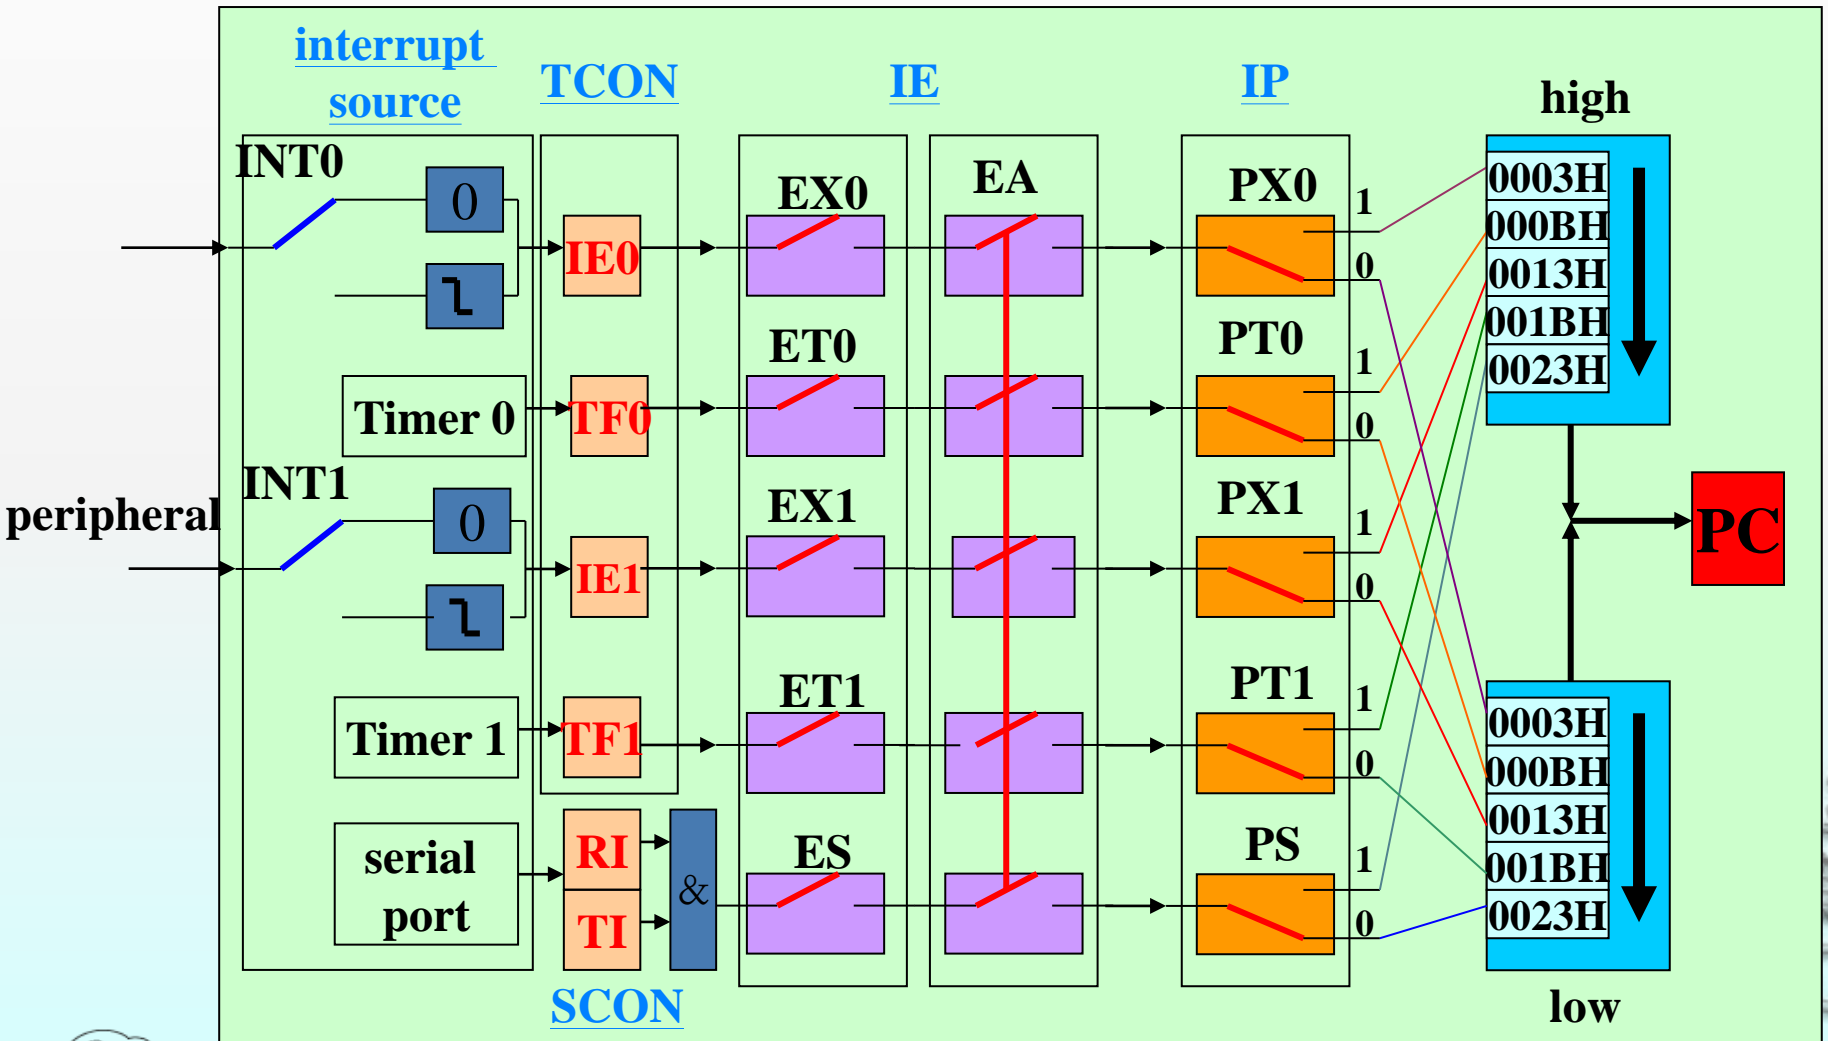 interrupt
source
TCON
IE
IP
high
INT0
0
IE0
EX0
EA
PX0
1
0
0003H
000BH
0013H
001BH
0023H
Timer 0
TF0
ET0
PT0
1
0
peripheral
INT1
0
IE1
EX1
PX1
1
0
PC
Timer 1
TF1
ET1
PT1
1
0
0003H
000BH
0013H
001BH
0023H
serial
port
RI
TI
&
ES
PS
1
0
SCON
low